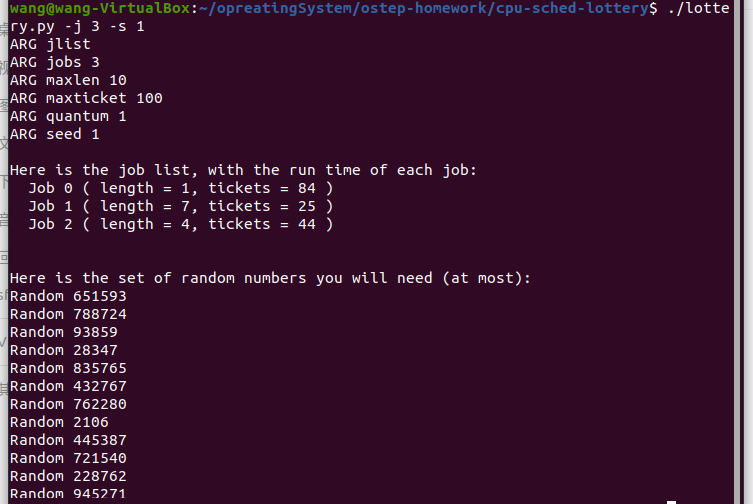 wang@wang-VirtualBox:~/opreatingSystem/ostep-homework/cpu-sched-lottery$ ./lotte
ry.py -j 3 -s 1
ARG jlist
ARG jobs 3
ARG maxlen 10
ARG maxticket 100
ARG quantum 1
ARG seed 1
Here is the job list, with the run time of each job:
Job 0 ( length = 1, tickets = 84 )
Job 1 ( length = 7, tickets = 25 )
Job 2 ( length = 4, tickets = 44 )
Here is the set of random numbers you will need (at most):
Random 651593
Random 788724
Random 93859
Random 28347
Random 835765
Random 432767
Random 762280
Random 2106
Random 445387
Random 721540
Random 228762
Random 945271